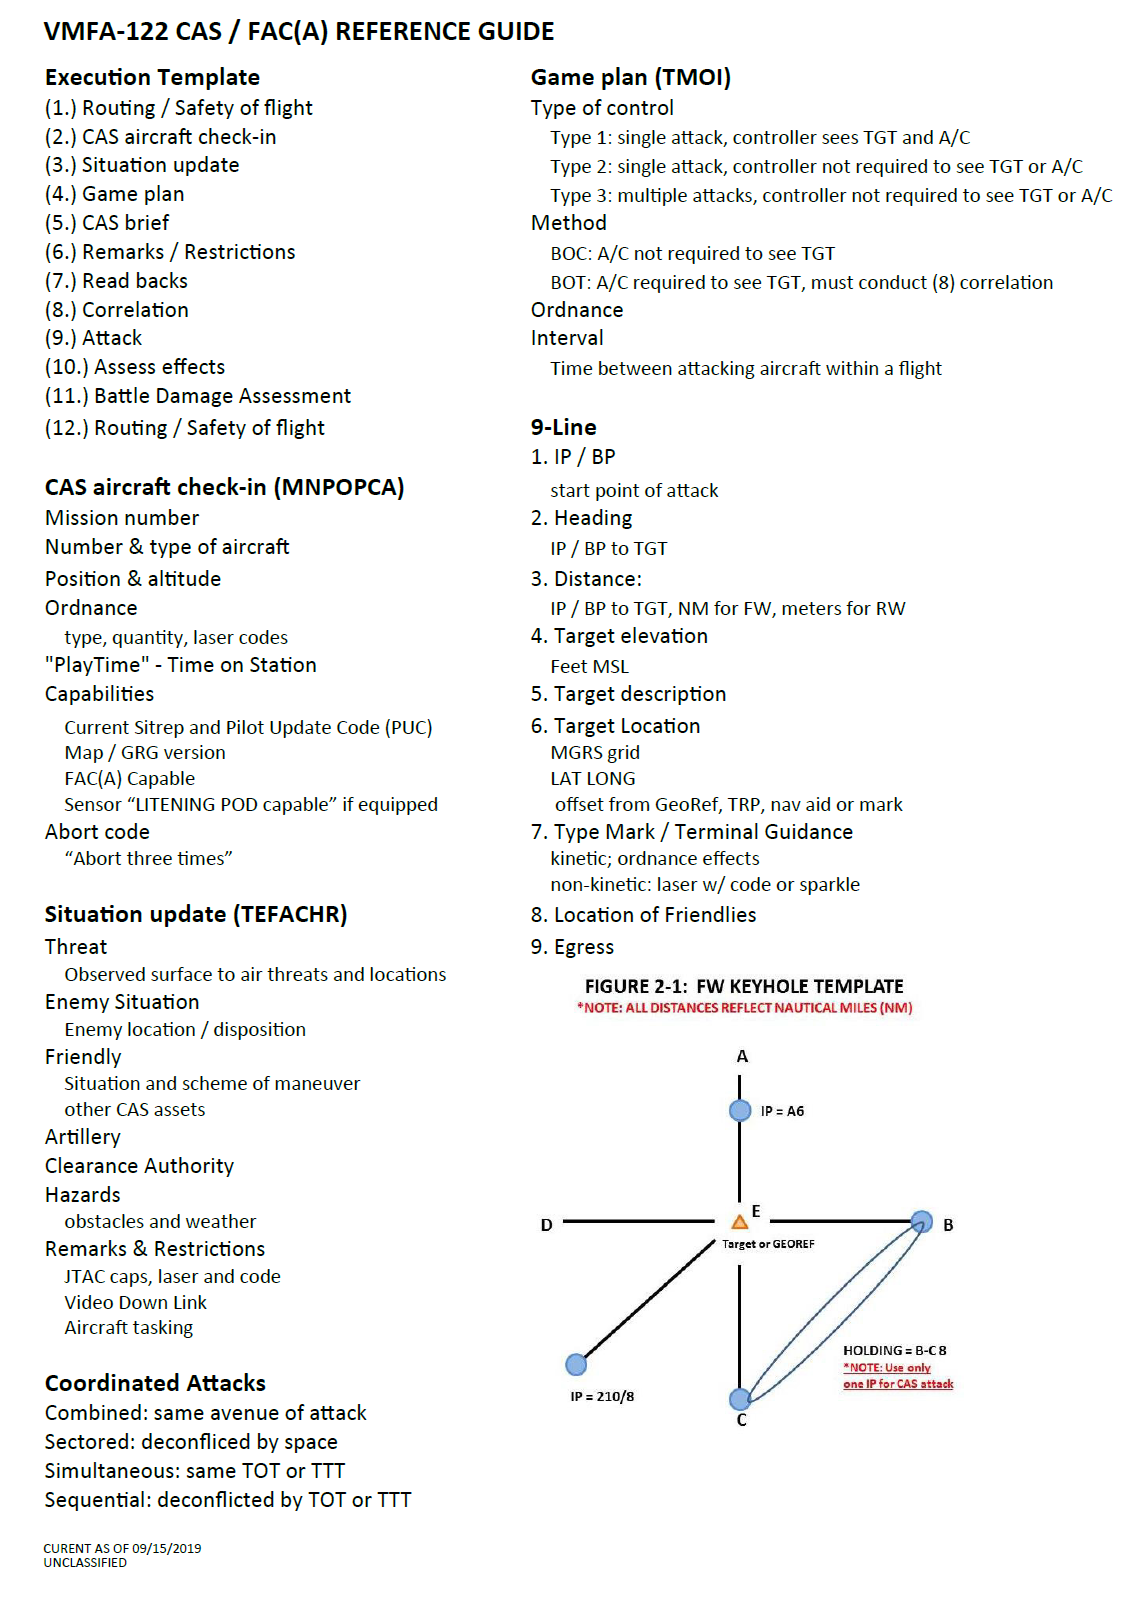 VMFA-122 CAS / FAC(A) REFERENCE GUIDE
Execution Template
(1.) Routing / Safety of flight
(2.) CAS aircraft check-in
(3.) Situation update
(4.) Game plan
(5.) CAS brief
(6.) Remarks / Restrictions
(7.) Read backs
(8.) Correlation
(9.) Attack
(10.) Assess effects
(11.) Battle Damage Assessment
(12.) Routing / Safety of flight
CAS aircraft check-in (MNPOPCA)
Mission number
Number & type of aircraft
Position & altitude
Ordnance
type, quantity, laser codes
"PlayTime" - Time on Station
Capabilities
Current Sitrep and Pilot Update Code (PUC)
Map / GRG version
FAC(A) Capable
Sensor “LITENING POD capable” if equipped
Abort code
“Abort three times”
Situation update (TEFACHR)
Threat
Observed surface to air threats and locations
Enemy Situation
Enemy location / disposition
Friendly
Situation and scheme of maneuver
other CAS assets
Artillery
Clearance Authority
Hazards
obstacles and weather
Remarks & Restrictions
JTAC caps, laser and code
Video Down Link
Aircraft tasking
Coordinated Attacks
Combined: same avenue of attack
Sectored: deconfliced by space
Simultaneous: same TOT or TTT
Sequential: deconflicted by TOT or TTT
CURENT AS OF 09/15/2019
UNCLASSIFIED
Game plan (TMOI)
Type of control
Type 1: single attack, controller sees TGT and A/C
Type 2: single attack, controller not required to see TGT or A/C
Type 3: multiple attacks, controller not required to see TGT or A/C
Method
BOC: A/C not required to see TGT
BOT: A/C required to see TGT, must conduct (8) correlation
Ordnance
Interval
Time between attacking aircraft within a flight
9-Line
1. IP / BP
start point of attack
2. Heading
IP / BP to TGT
3. Distance:
IP / BP to TGT, NM for FW, meters for RW
4. Target elevation
Feet MSL
5. Target description
6. Target Location
MGRS grid
LAT LONG
offset from GeoRef, TRP, nav aid or mark
7. Type Mark / Terminal Guidance
kinetic; ordnance effects
non-kinetic: laser w/ code or sparkle
8. Location of Friendlies
9. Egress
FIGURE 2-1: FW KEYHOLE TEMPLATE
*NOTE: ALL DISTANCES REFLECT NAUTICAL MILES (NM)
A
IP = A6
E
D
B
Target or GEOREF
HOLDING = B-C 8
*NOTE: Use only
one IP for CAS attack
IP = 210/8
C